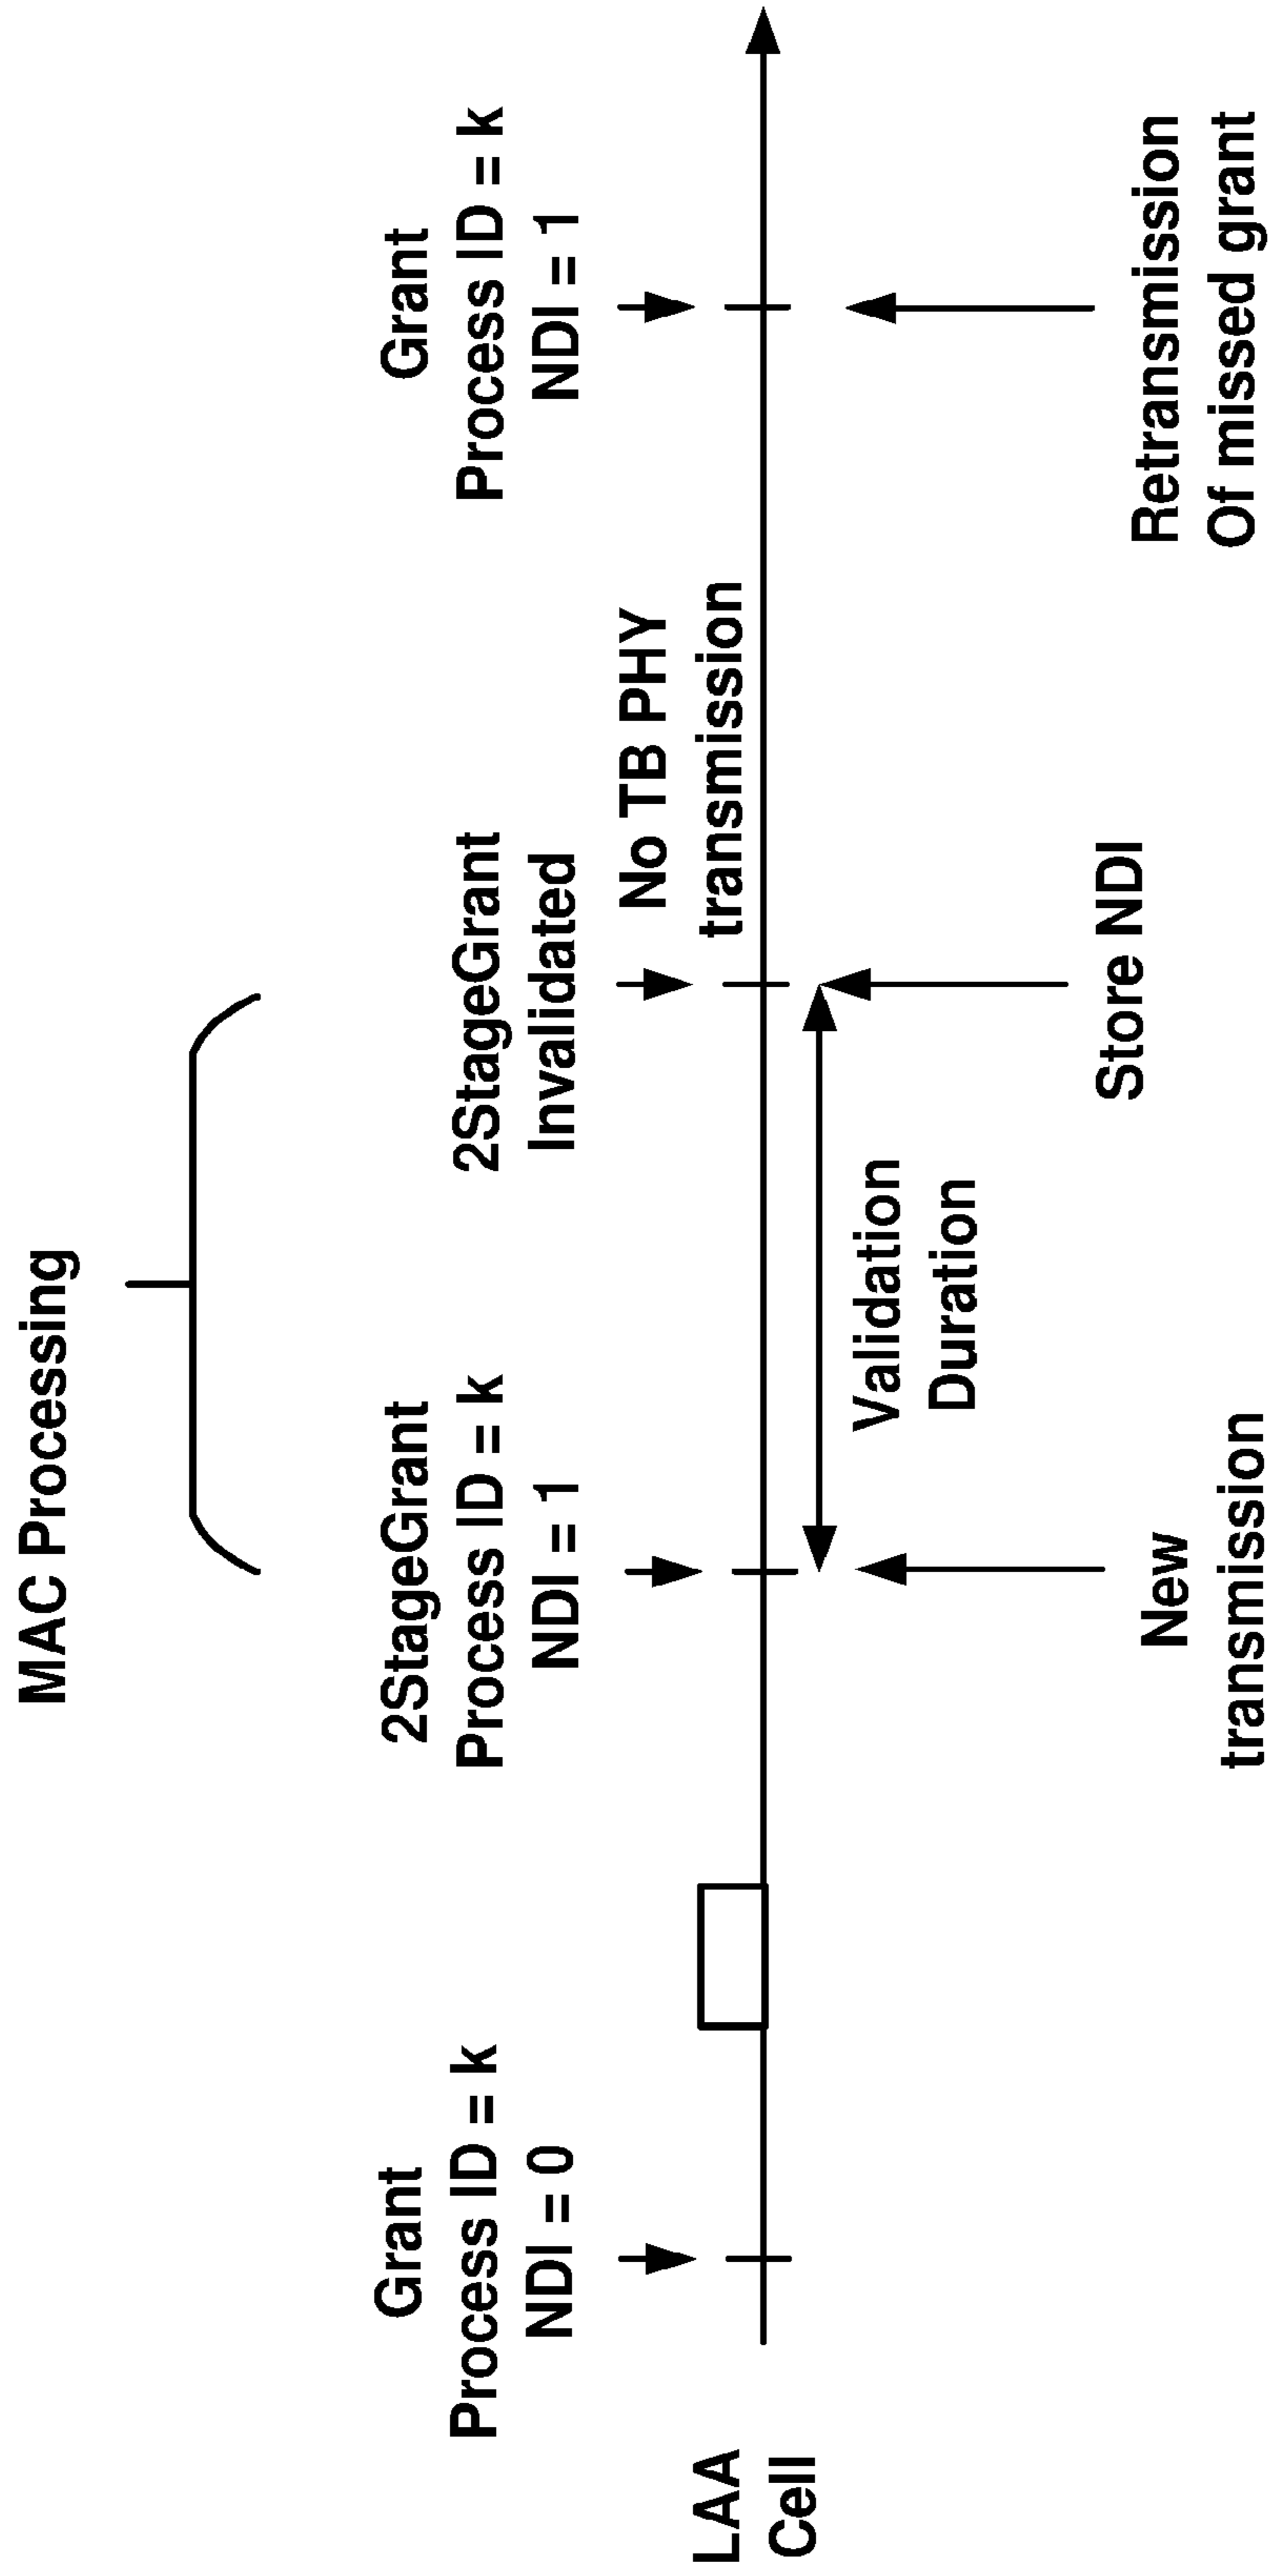 MAC Processing
Grant
Process ID = k
NDI = 0
2StageGrant
Process ID = k
NDI = 1
2StageGrant
Invalidated
No TB PHY
transmission
Grant
Process ID = k
NDI = 1
LAA
Cell
Validation
Duration
New
transmission
Store NDI
Retransmission
Of missed grant